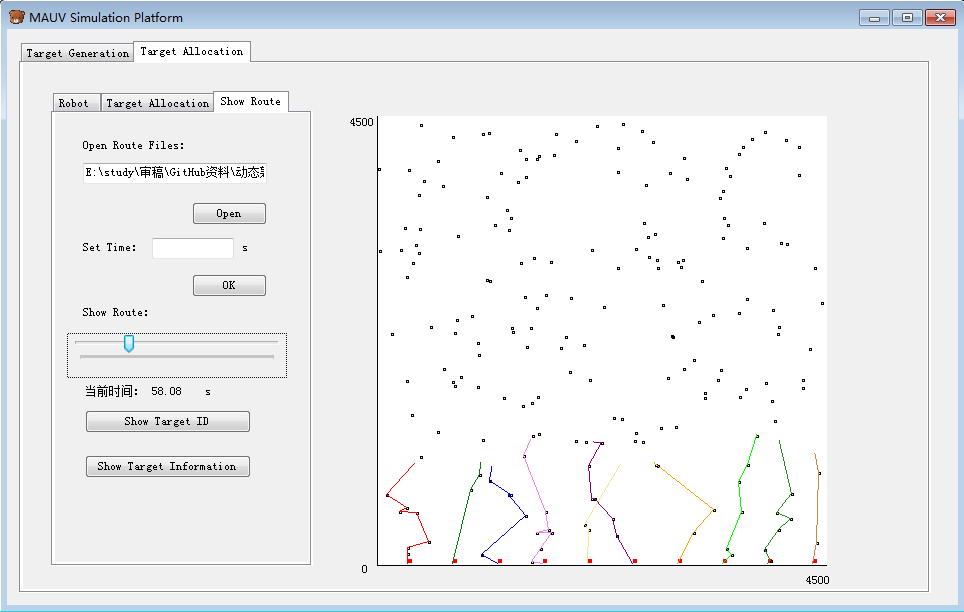 MAUV Simulation Platform
Target Generation
Target Allocation
Robot
Target Allocation
Show Route
Open Route Files:
E:\study\审稿\GitHub资料\动态
Open
Set Time:
s
OK
Show Route:
当前时间: 58.08 s
Show Target ID
Show Target Information
4500
0
4500